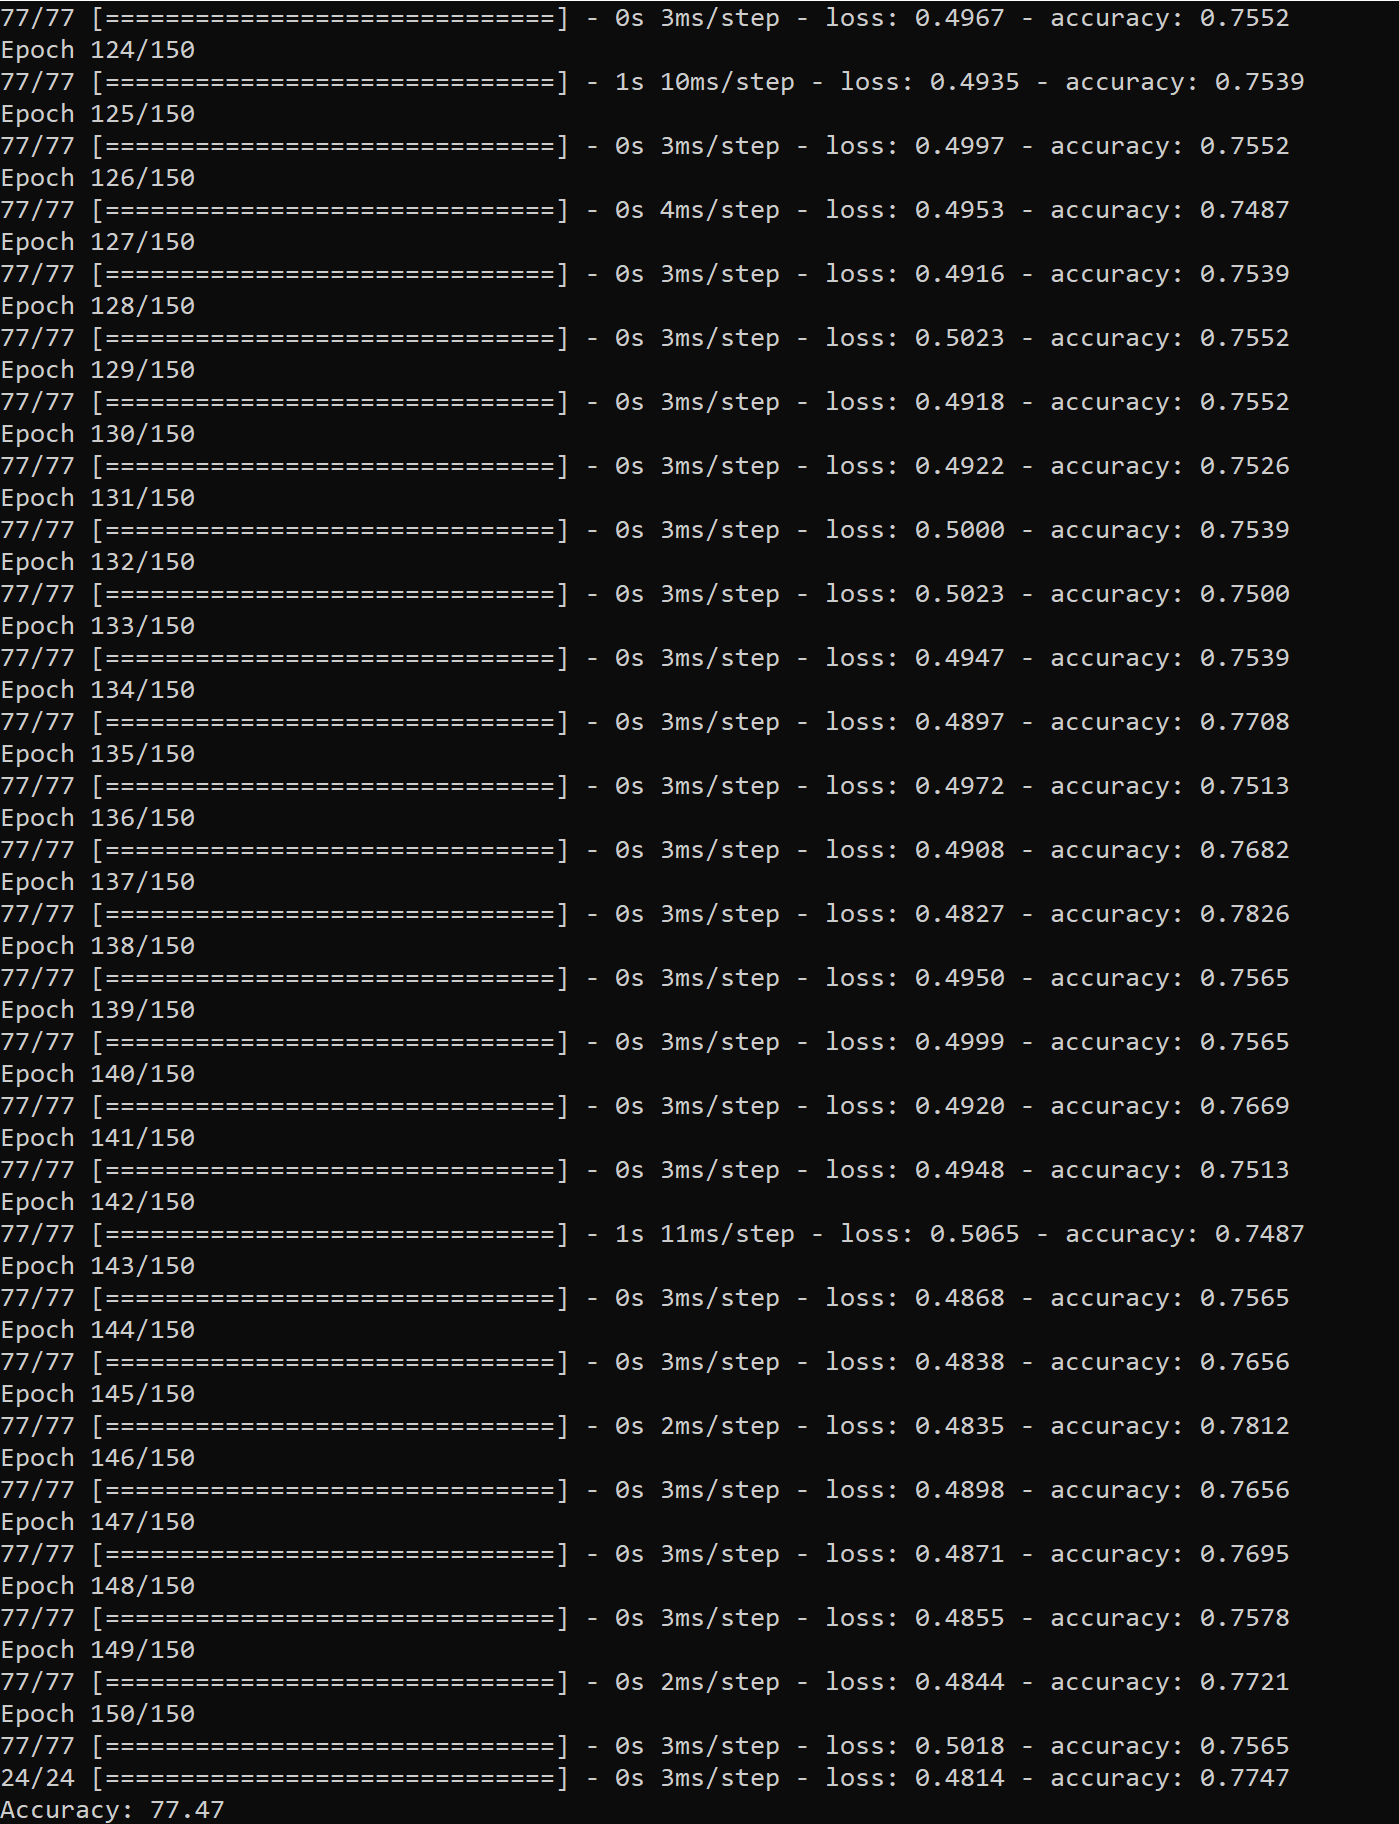 77/77 [==============================] - 0s 3ms/step - loss: 0.4967 - accuracy: 0.7552
Epoch 124/150
77/77 [==============================] - 1s 10ms/step - loss: 0.4935 - accuracy: 0.7539
Epoch 125/150
77/77 [==============================] - 0s 3ms/step - loss: 0.4997 - accuracy: 0.7552
Epoch 126/150
77/77 [==============================] - 0s 4ms/step - loss: 0.4953 - accuracy: 0.7487
Epoch 127/150
77/77 [==============================] - 0s 3ms/step - loss: 0.4916 - accuracy: 0.7539
Epoch 128/150
77/77 [==============================] - 0s 3ms/step - loss: 0.5023 - accuracy: 0.7552
Epoch 129/150
77/77 [==============================] - 0s 3ms/step - loss: 0.4918 - accuracy: 0.7552
Epoch 130/150
77/77 [==============================] - 0s 3ms/step - loss: 0.4922 - accuracy: 0.7526
Epoch 131/150
77/77 [==============================] - 0s 3ms/step - loss: 0.5000 - accuracy: 0.7539
Epoch 132/150
77/77 [==============================] - 0s 3ms/step - loss: 0.5023 - accuracy: 0.7500
Epoch 133/150
77/77 [==============================] - 0s 3ms/step - loss: 0.4947 - accuracy: 0.7539
Epoch 134/150
77/77 [==============================] - 0s 3ms/step - loss: 0.4897 - accuracy: 0.7708
Epoch 135/150
77/77 [==============================] - 0s 3ms/step - loss: 0.4972 - accuracy: 0.7513
Epoch 136/150
77/77 [==============================] - 0s 3ms/step - loss: 0.4908 - accuracy: 0.7682
Epoch 137/150
77/77 [==============================] - 0s 3ms/step - loss: 0.4827 - accuracy: 0.7826
Epoch 138/150
77/77 [==============================] - 0s 3ms/step - loss: 0.4950 - accuracy: 0.7565
Epoch 139/150
77/77 [==============================] - 0s 3ms/step - loss: 0.4999 - accuracy: 0.7565
Epoch 140/150
77/77 [==============================] - 0s 3ms/step - loss: 0.4920 - accuracy: 0.7669
Epoch 141/150
77/77 [==============================] - 0s 3ms/step - loss: 0.4948 - accuracy: 0.7513
Epoch 142/150
77/77 [==============================] - 1s 11ms/step - loss: 0.5065 - accuracy: 0.7487
Epoch 143/150
77/77 [==============================] - 0s 3ms/step - loss: 0.4868 - accuracy: 0.7565
Epoch 144/150
77/77 [==============================] - 0s 3ms/step - loss: 0.4838 - accuracy: 0.7656
Epoch 145/150
77/77 [==============================] - 0s 2ms/step - loss: 0.4835 - accuracy: 0.7812
Epoch 146/150
77/77 [==============================] - 0s 3ms/step - loss: 0.4898 - accuracy: 0.7656
Epoch 147/150
77/77 [==============================] - 0s 3ms/step - loss: 0.4871 - accuracy: 0.7695
Epoch 148/150
77/77 [==============================] - 0s 3ms/step - loss: 0.4855 - accuracy: 0.7578
Epoch 149/150
77/77 [==============================] - 0s 2ms/step - loss: 0.4844 - accuracy: 0.7721
Epoch 150/150
77/77 [==============================] - 0s 3ms/step - loss: 0.5018 - accuracy: 0.7565
24/24 [==============================] - 0s 3ms/step - loss: 0.4814 - accuracy: 0.7747
Accuracy: 77.47